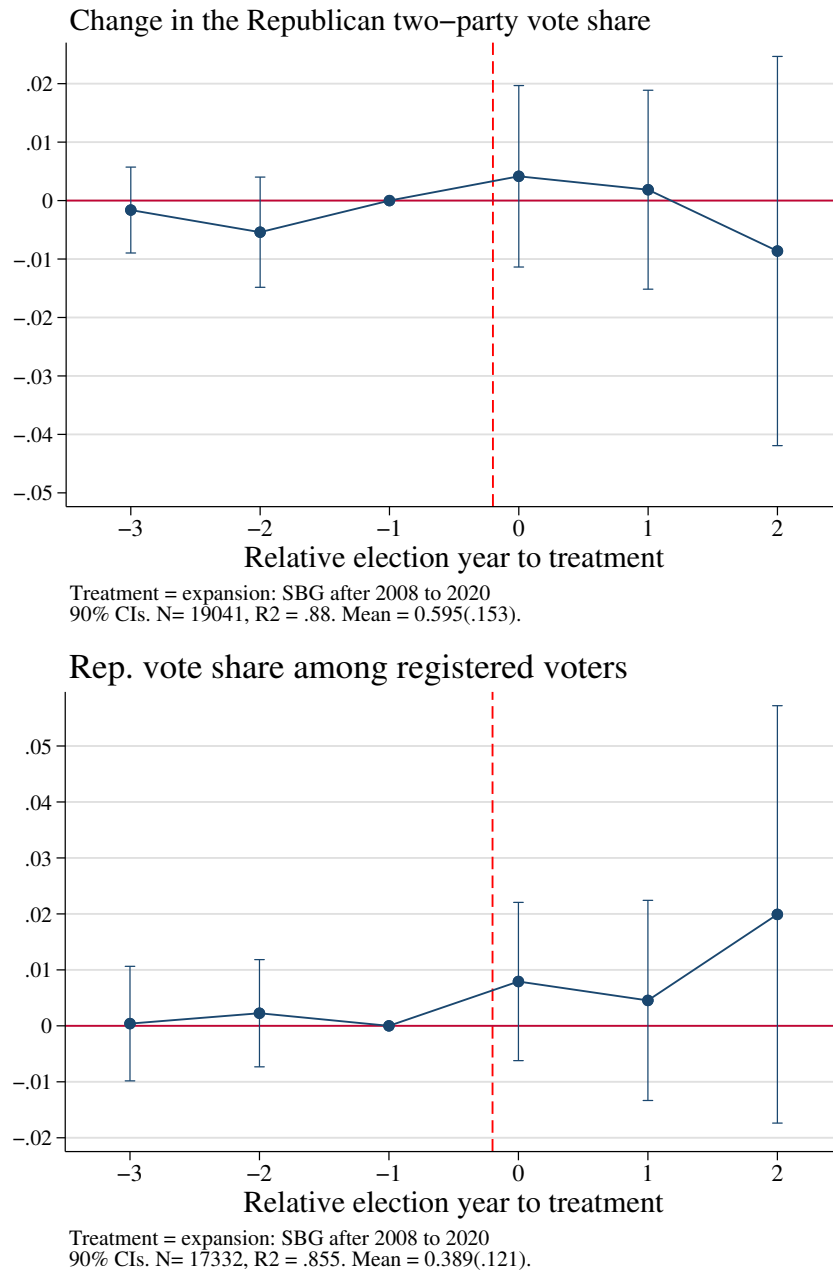 Change in the Republican two−party vote share
.02
.01
0
−.01
−.02
−.03
−.04
−.05
−3 −2 −1 0 1 2
Relative election year to treatment
Treatment = expansion: SBG after 2008 to 2020
90% CIs. N= 19041, R2 = .88. Mean = 0.595(.153).
Rep. vote share among registered voters
.05
.04
.03
.02
.01
0
−.01
−.02
−3 −2 −1 0 1 2
Relative election year to treatment
Treatment = expansion: SBG after 2008 to 2020
90% CIs. N= 17332, R2 = .855. Mean = 0.389(.121).